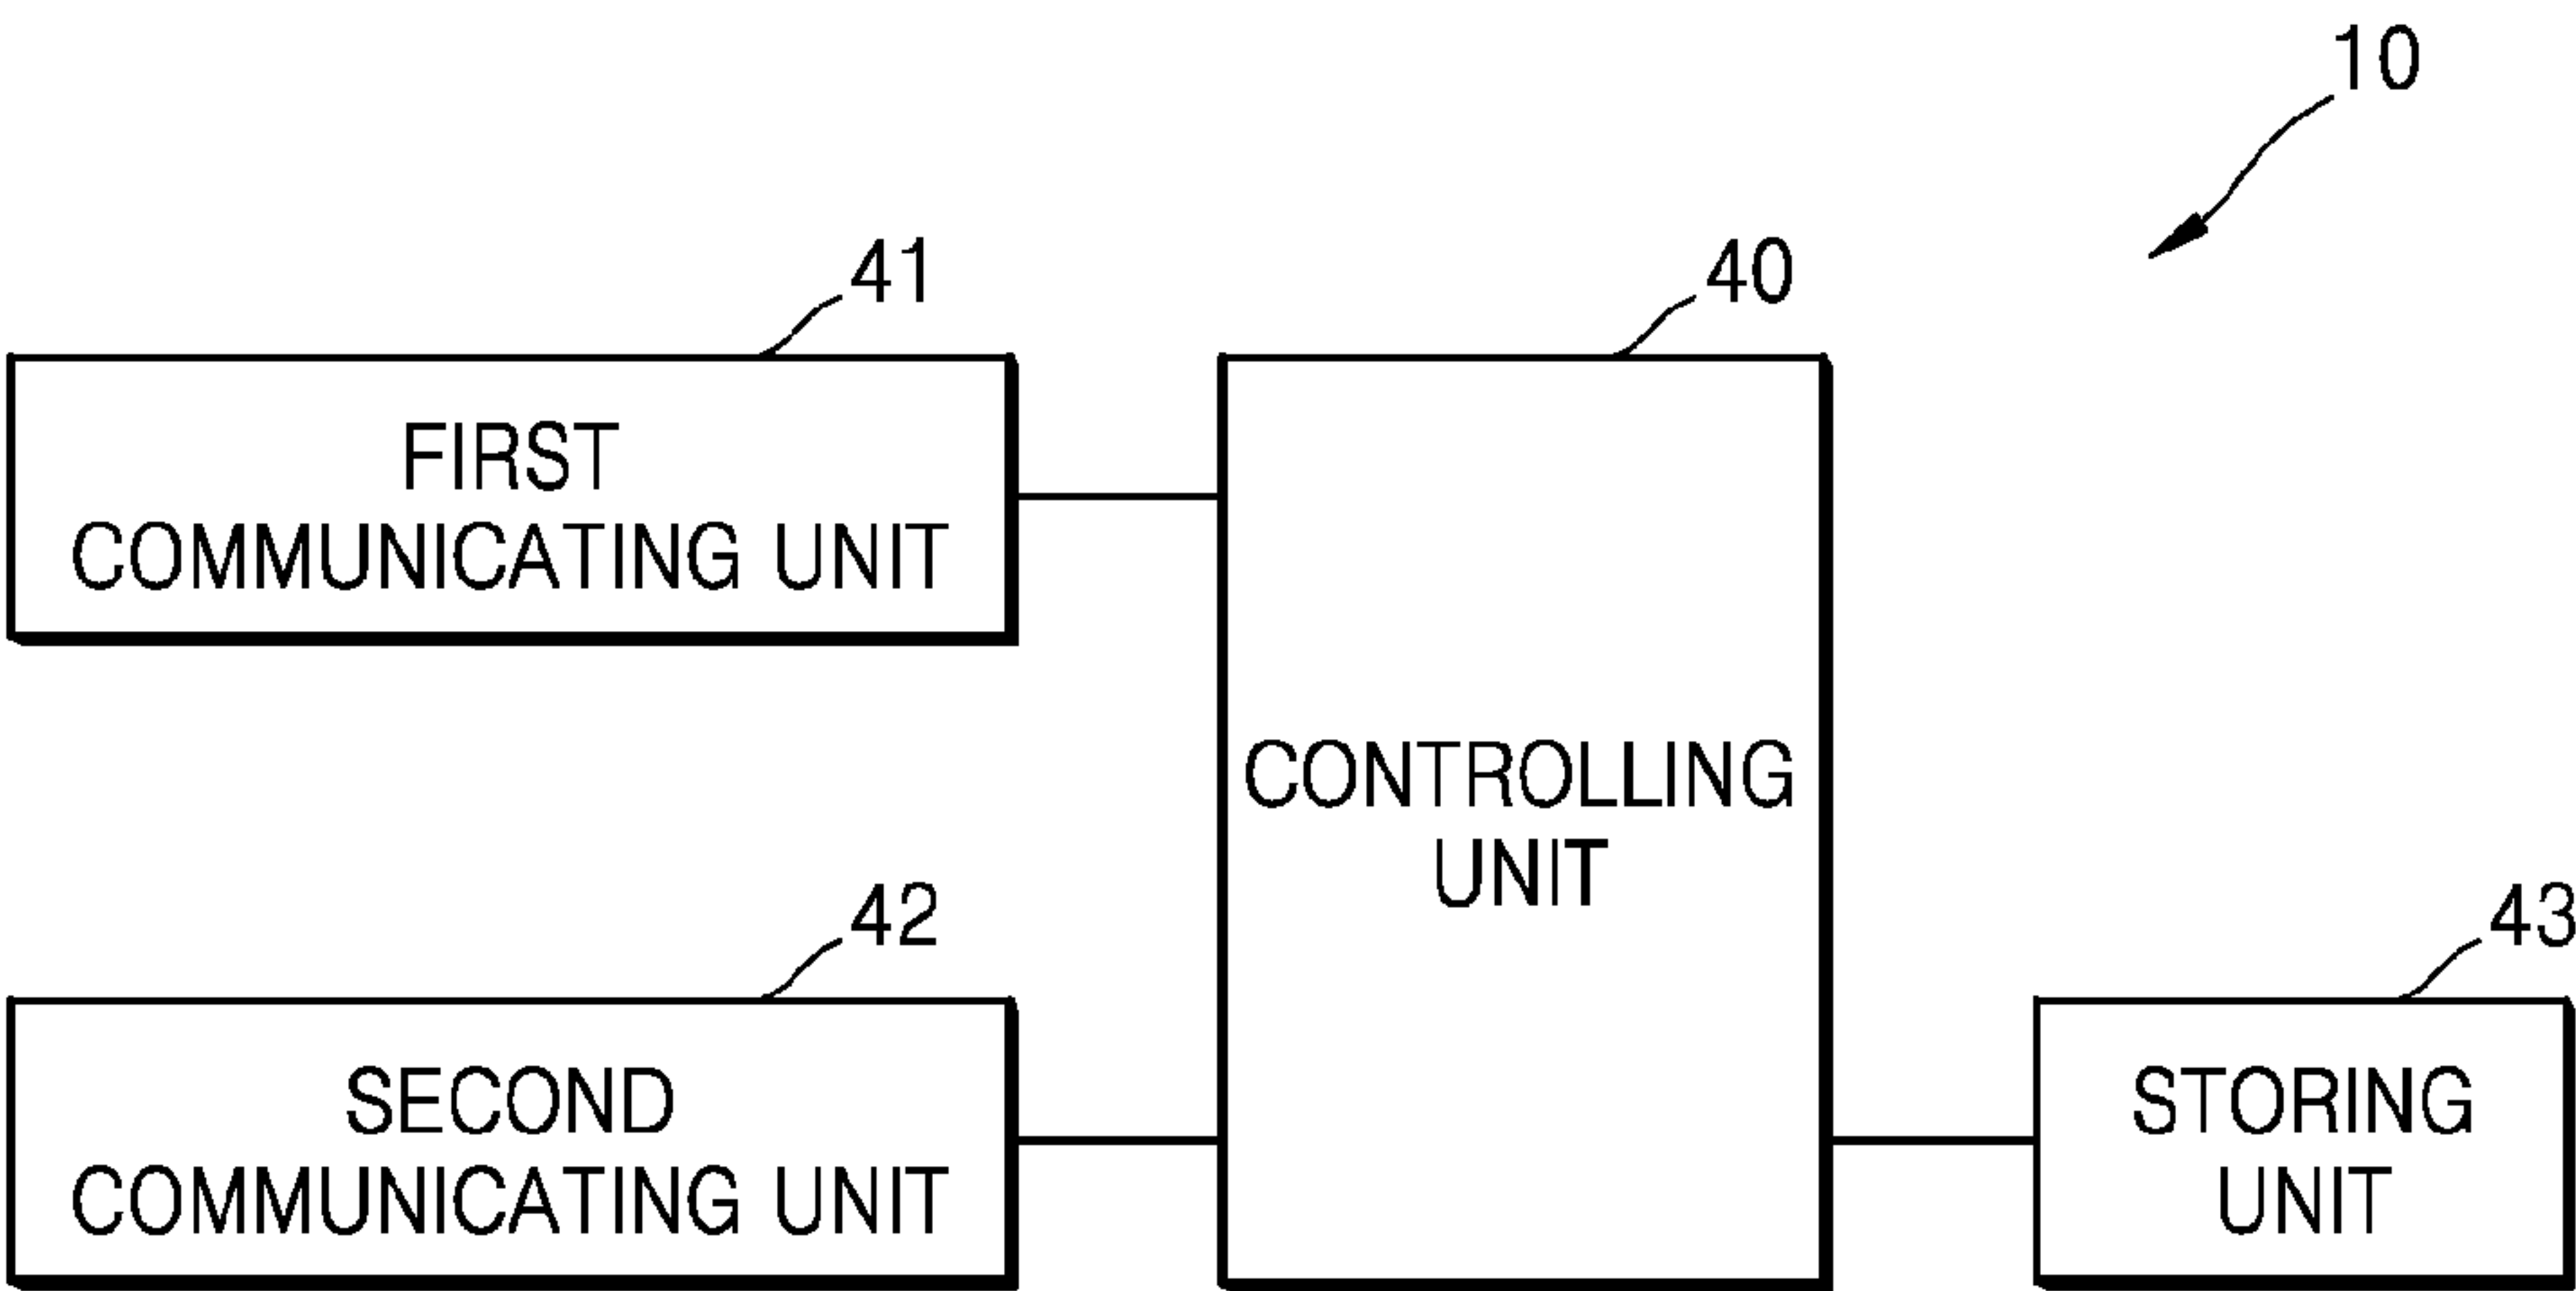 10
41
40
FIRST
COMMUNICATING UNIT
CONTROLLING
UNIT
42
43
SECOND
COMMUNICATING UNIT
STORING
UNIT